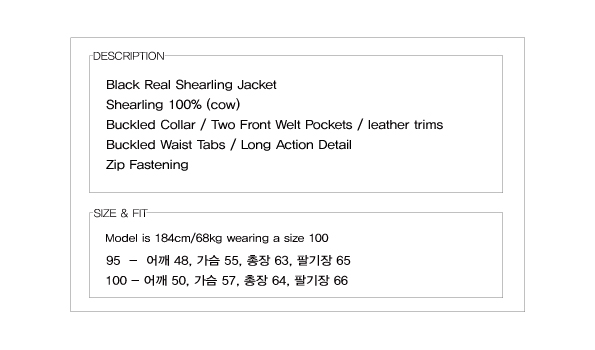 DESCRIPTION
Black Real Shearling Jacket
Shearling 100% (cow)
Buckled Collar / Two Front Welt Pockets / leather trims
Buckled Waist Tabs / Long Action Detail
Zip Fastening
SIZE & FIT
Model is 184cm/68kg wearing a size 100
95 - 어깨 48, 가슴 55, 총장 63, 팔기장 65
100 - 어깨 50, 가슴 57, 총장 64, 팔기장 66